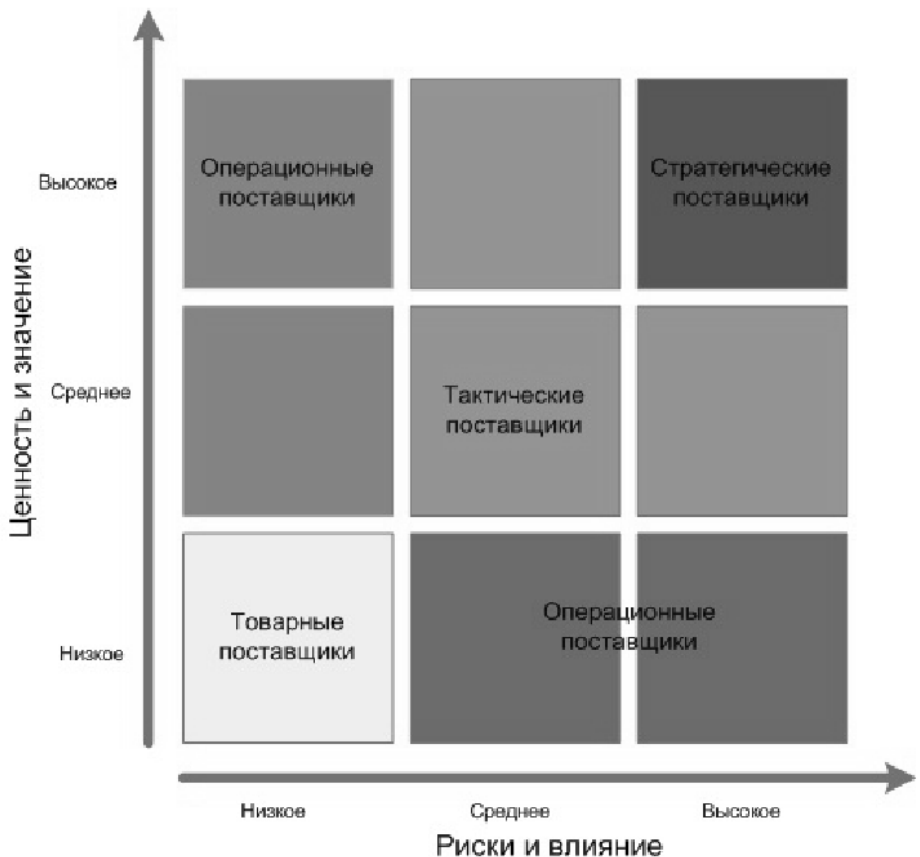 Операционные
поставщики
Стратегические
поставщики
Высокое
Ценность и значение
Среднее
Тактические
поставщики
Товарные
поставщики
Операционные
поставщики
Низкое
Низкое
Среднее
Высокое
Риски и влияние